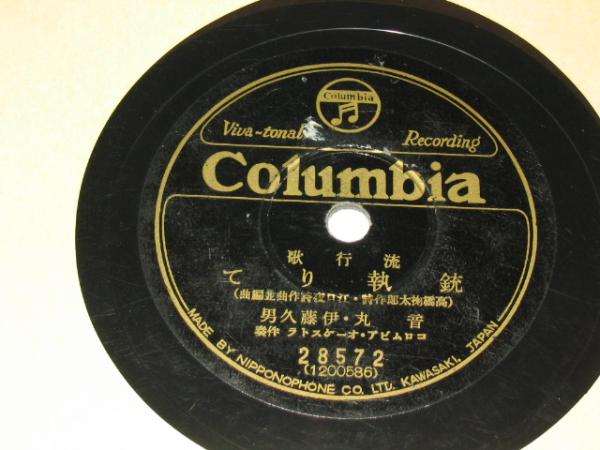 Columbia
Viva-tonal Recording
Columbia
流行歌
銃執りて
(高橋掬太郎作詩・江口夜詩作曲並編曲)
音丸・伊藤久男
コロムビア・オーケストラ 伴奏
28572
(1200586)
MADE BY NIPPONOPHONE CO. LTD. KAWASAKI, JAPAN